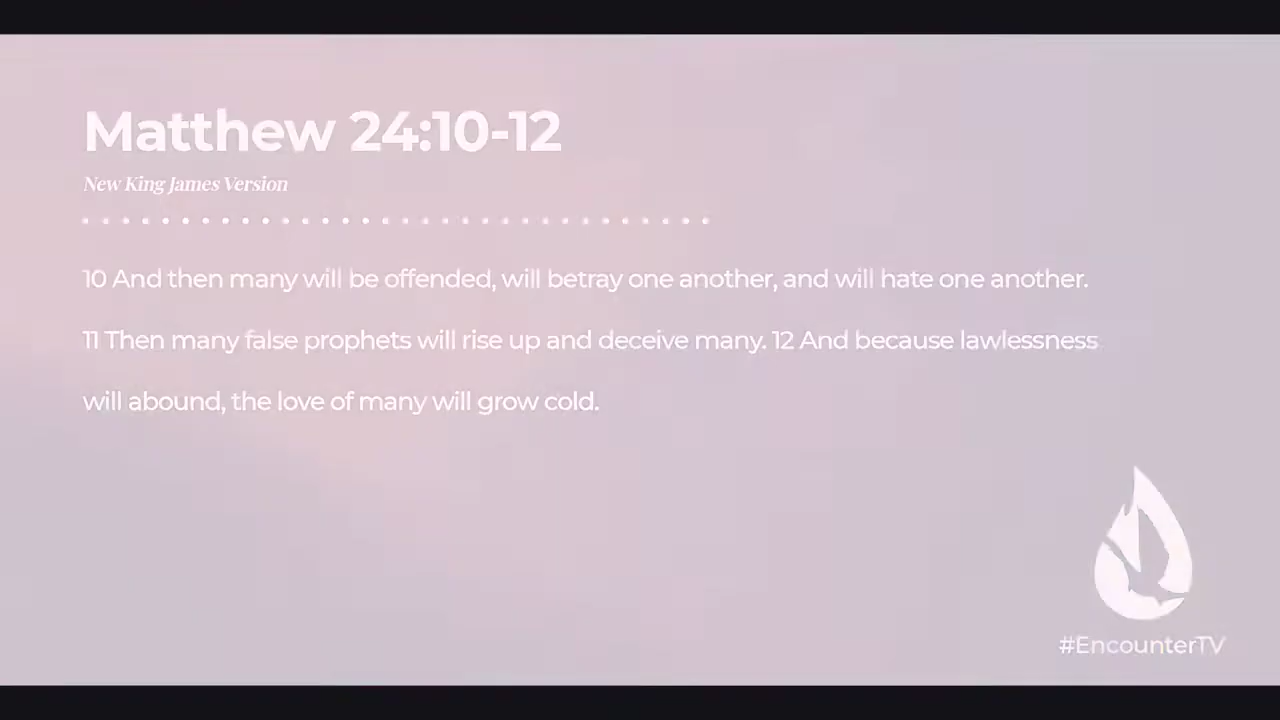 Matthew 24:10-12
New King James Version
10 And then many will be offended, will betray one another, and will hate one another.
11 Then many false prophets will rise up and deceive many. 12 And because lawlessness
will abound, the love of many will grow cold.
#EncounterTV